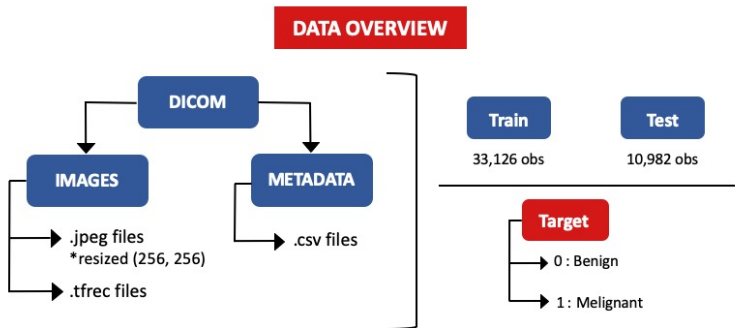 DATA OVERVIEW
DICOM
IMAGES
.jpeg files
*resized (256, 256)
.tfrec files
METADATA
.csv files
Train
33,126 obs
Test
10,982 obs
Target
0 : Benign
1 : Melignant